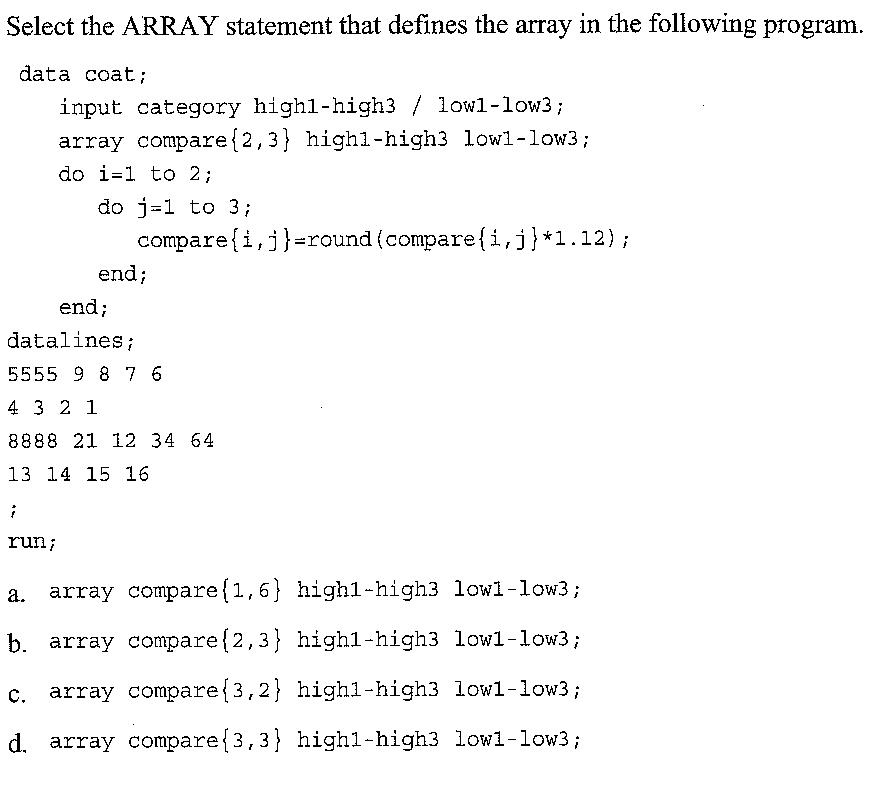 Select the ARRAY statement that defines the array in the following program.
data coat;
input category high1-high3 / low1-low3;
array compare{2,3} high1-high3 low1-low3;
do i=1 to 2;
do j=1 to 3;
compare{i,j}=round(compare{i,j}*1.12);
end;
end;
datalines;
5555 9 8 7 6
4 3 2 1
8888 21 12 34 64
13 14 15 16
;
run;
a. array compare{1,6} high1-high3 low1-low3;
b. array compare{2,3} high1-high3 low1-low3;
c. array compare{3,2} high1-high3 low1-low3;
d. array compare{3,3} high1-high3 low1-low3;